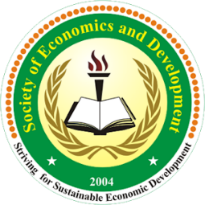 Society of Economics and Development
2004
Striving for Sustainable Economic Development